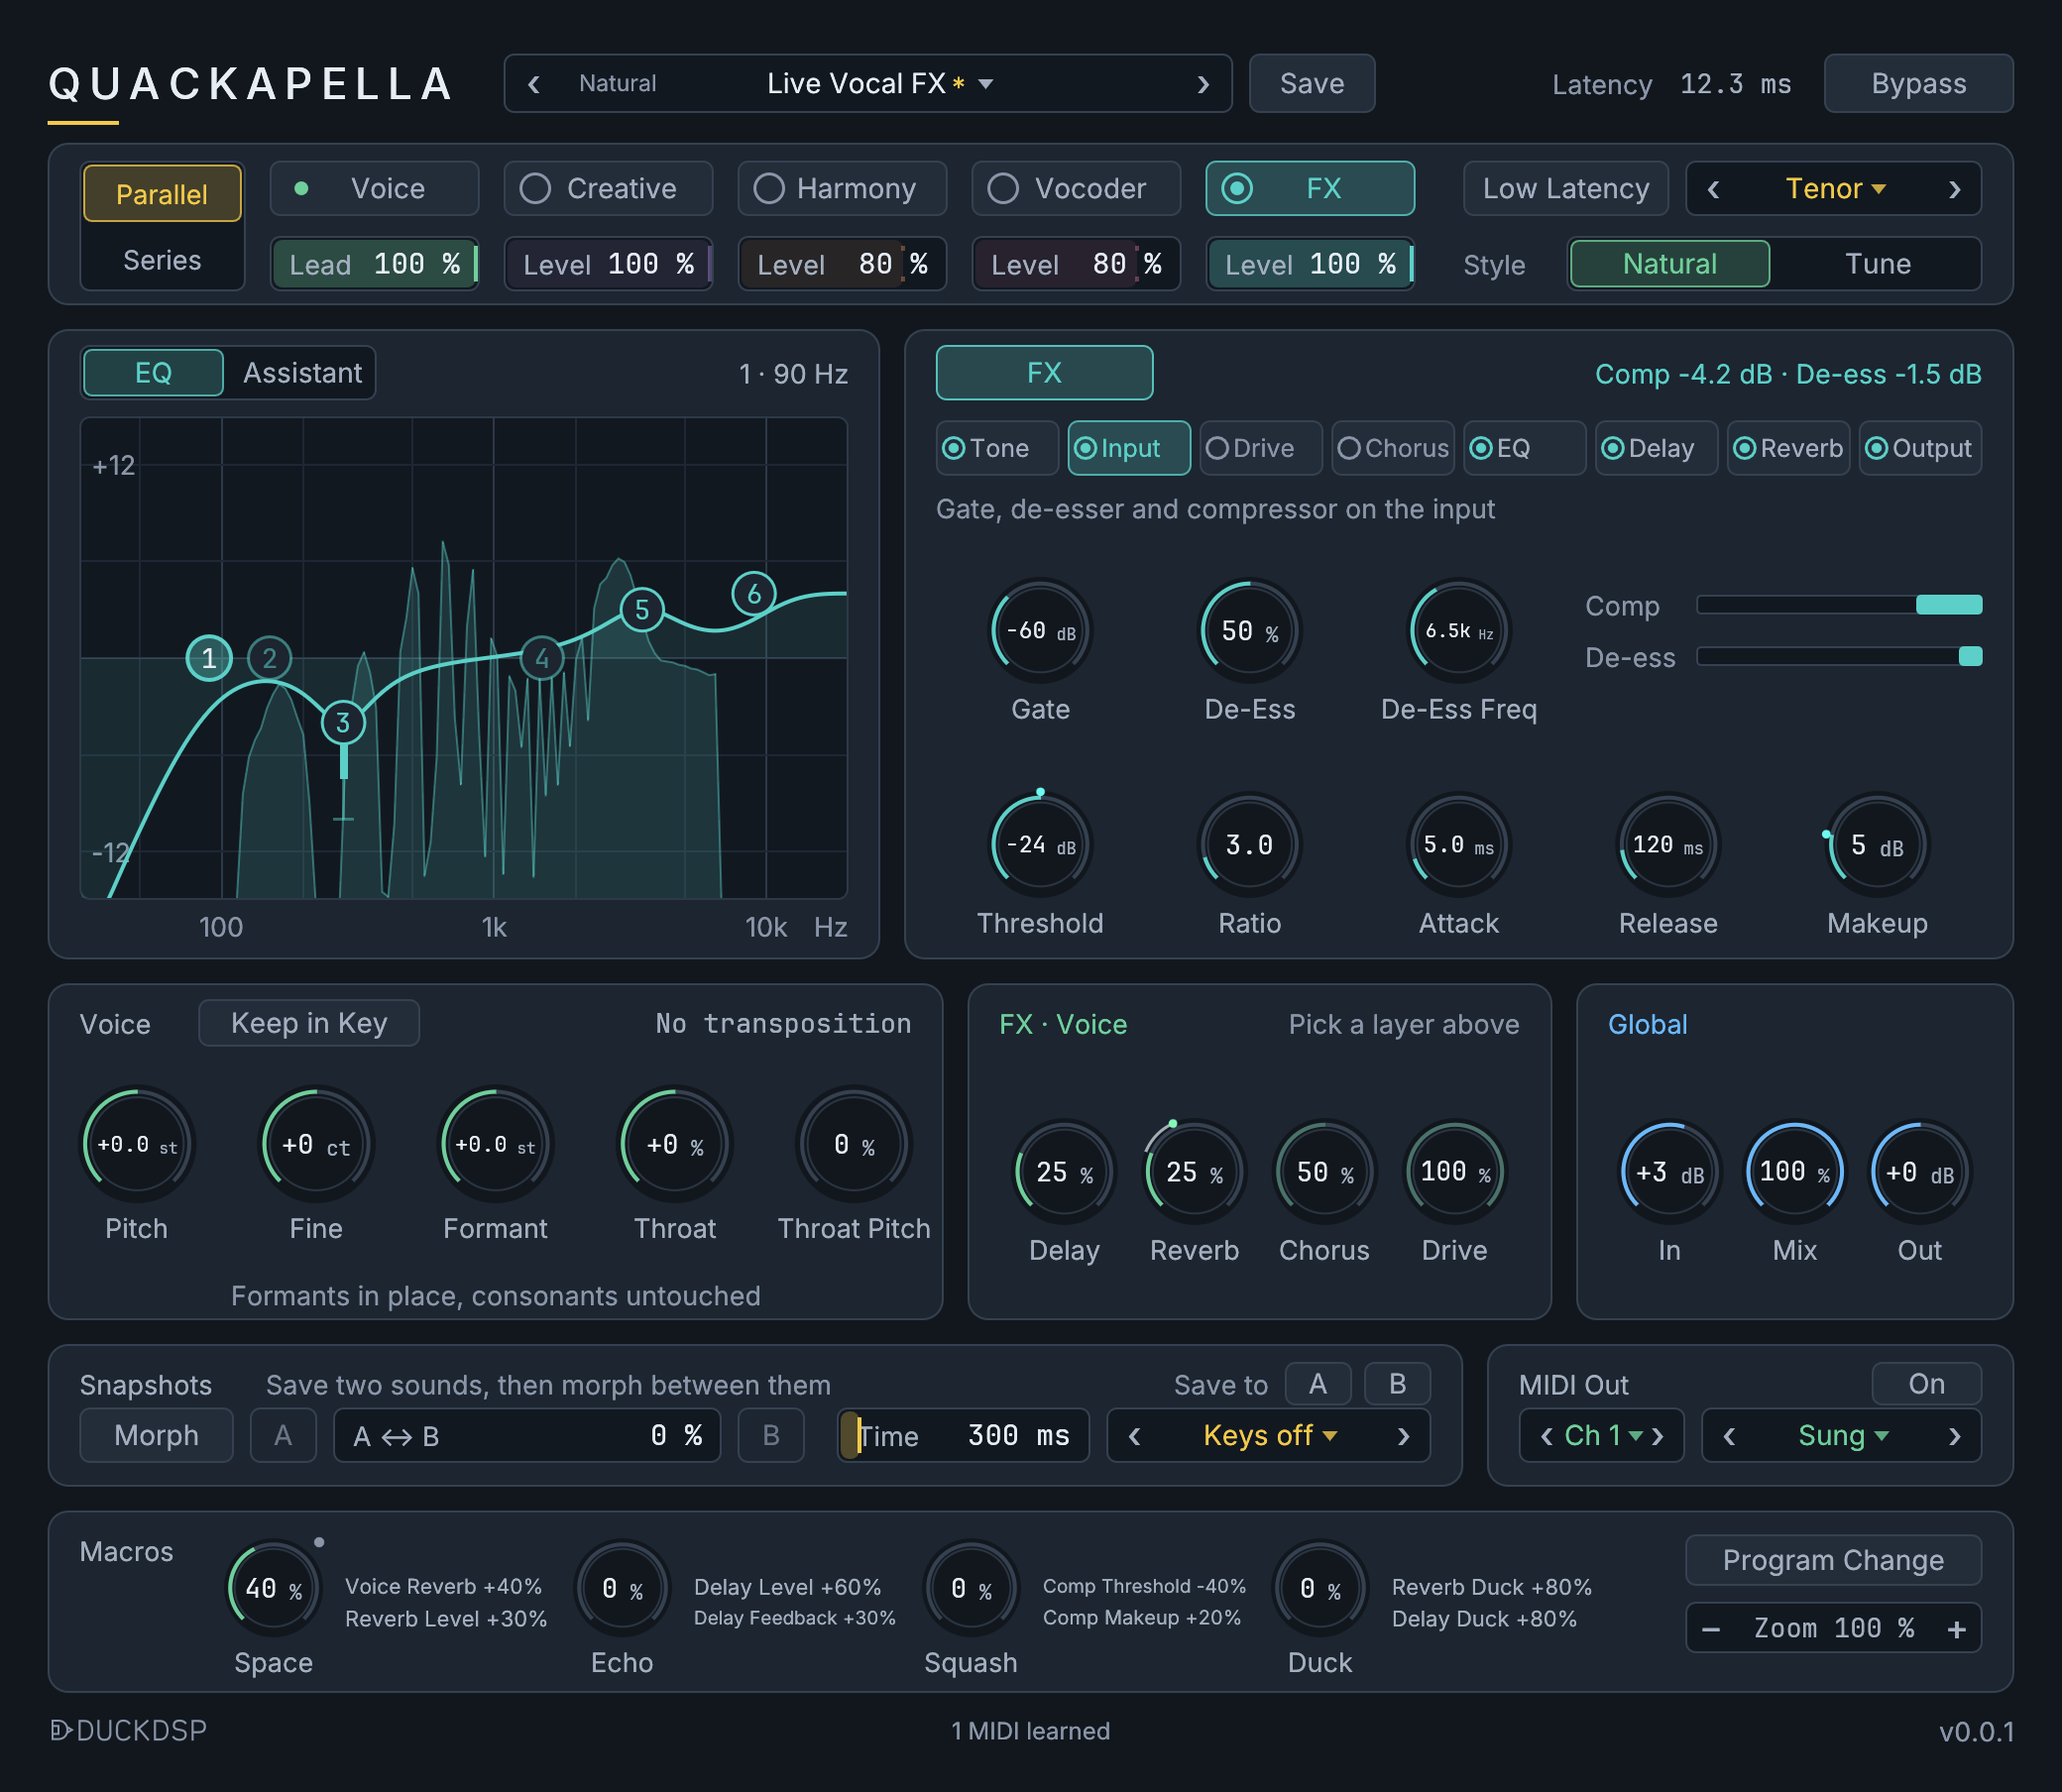 QUACKAPELLA
‹ Natural Live Vocal FX * ›
Save
Latency 12.3 ms
Bypass
Parallel
Voice
Creative
Harmony
Vocoder
FX
Low Latency
‹ Tenor ›
Series
Lead 100 %
Level 100 %
Level 80 %
Level 80 %
Level 100 %
Style
Natural
Tune
EQ
Assistant
1 · 90 Hz
+12
-12
1
2
3
4
5
6
100
1k
10k
Hz
FX
Comp -4.2 dB · De-ess -1.5 dB
Tone
Input
Drive
Chorus
EQ
Delay
Reverb
Output
Gate, de-esser and compressor on the input
-60 dB
Gate
50 %
De-Ess
6.5k Hz
De-Ess Freq
Comp
De-ess
-24 dB
Threshold
3.0
Ratio
5.0 ms
Attack
120 ms
Release
5 dB
Makeup
Voice
Keep in Key
No transposition
+0.0 st
Pitch
+0 ct
Fine
+0.0 st
Formant
+0 %
Throat
0 %
Throat Pitch
Formants in place, consonants untouched
FX · Voice
Pick a layer above
25 %
Delay
25 %
Reverb
50 %
Chorus
100 %
Drive
Global
+3 dB
In
100 %
Mix
+0 dB
Out
Snapshots
Save two sounds, then morph between them
Save to
A
B
Morph
A
A ↔ B 0 %
B
Time 300 ms
‹ Keys off ›
MIDI Out
On
‹ Ch 1 ›
‹ Sung ›
Macros
40 %
Space
Voice Reverb +40%
Reverb Level +30%
0 %
Echo
Delay Level +60%
Delay Feedback +30%
0 %
Squash
Comp Threshold -40%
Comp Makeup +20%
0 %
Duck
Reverb Duck +80%
Delay Duck +80%
Program Change
− Zoom 100 % +
DUCKDSP
1 MIDI learned
v0.0.1